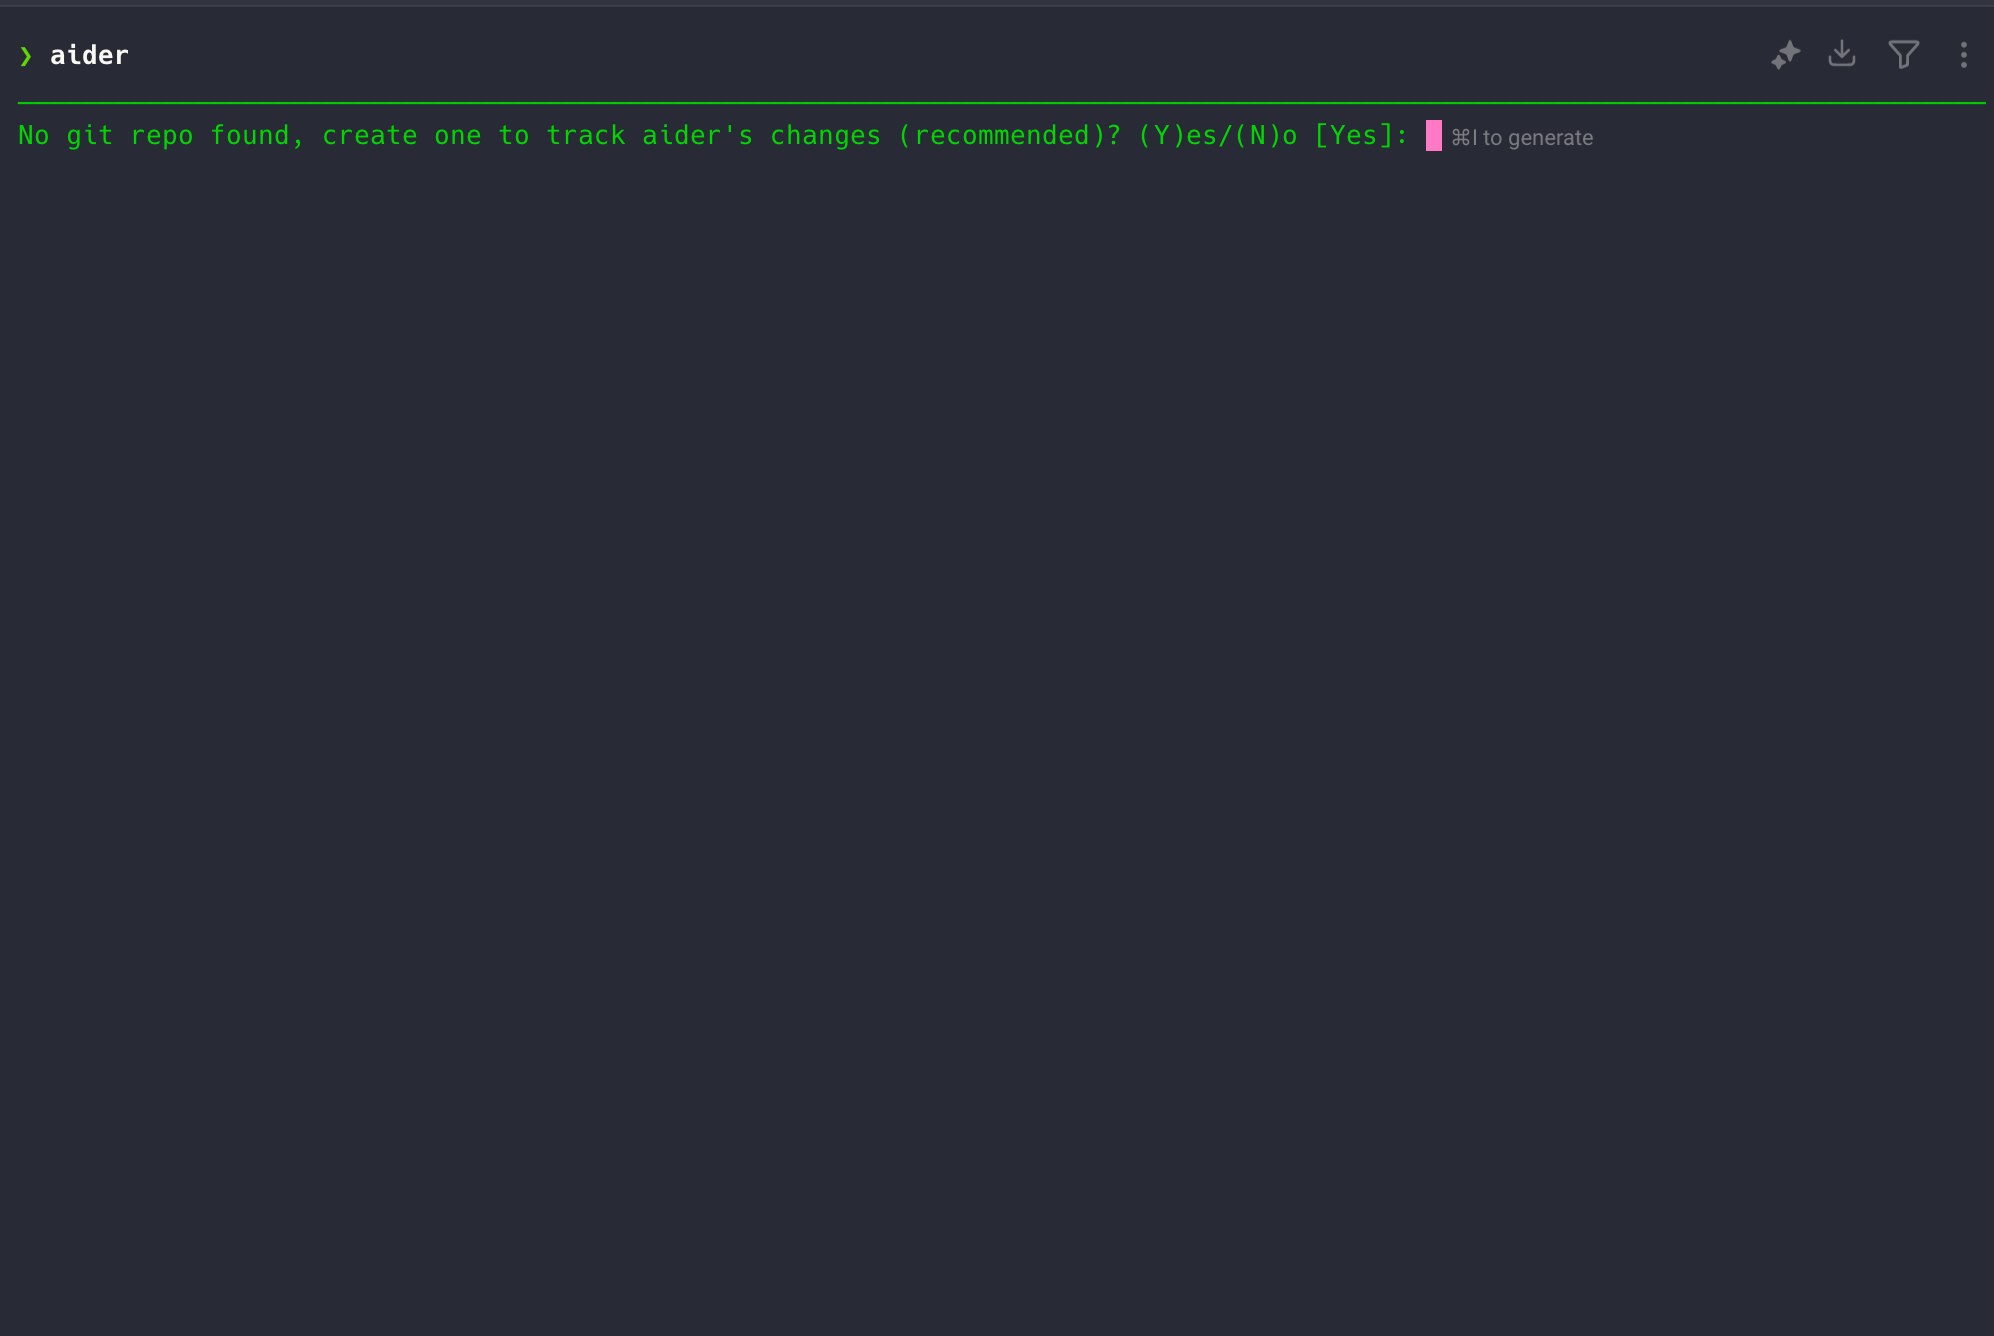 ❯ aider
No git repo found, create one to track aider's changes (recommended)? (Y)es/(N)o [Yes]: ⌘I to generate